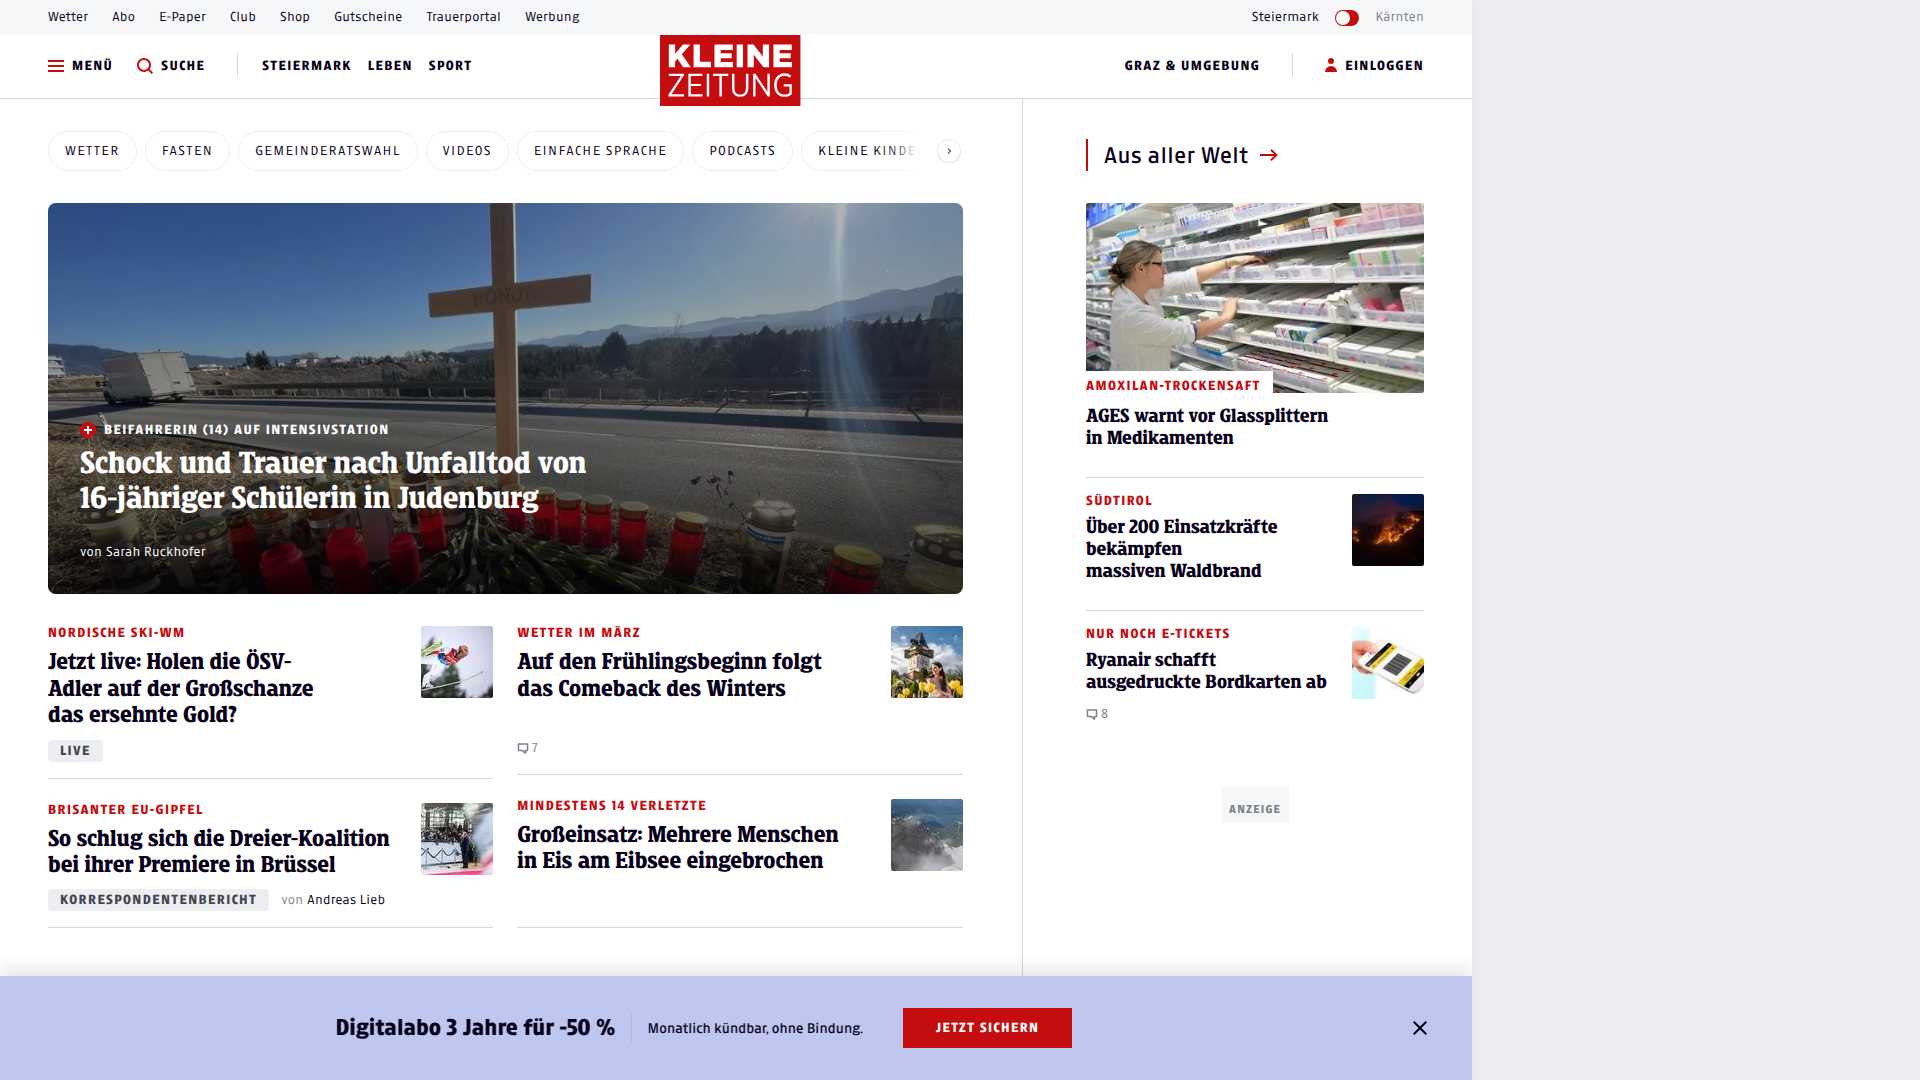 Wetter Abo E-Paper Club Shop Gutscheine Trauerportal Werbung Steiermark Kärnten
MENÜ SUCHE STEIERMARK LEBEN SPORT KLEINE ZEITUNG GRAZ & UMGEBUNG EINLOGGEN
WETTER FASTEN GEMEINDERATSWAHL VIDEOS EINFACHE SPRACHE PODCASTS KLEINE KINDE
BEIFAHRERIN (14) AUF INTENSIVSTATION
Schock und Trauer nach Unfalltod von
16-jähriger Schülerin in Judenburg
von Sarah Ruckhofer
NORDISCHE SKI-WM
Jetzt live: Holen die ÖSV-
Adler auf der Großschanze
das ersehnte Gold?
LIVE
WETTER IM MÄRZ
Auf den Frühlingsbeginn folgt
das Comeback des Winters
7
BRISANTER EU-GIPFEL
So schlug sich die Dreier-Koalition
bei ihrer Premiere in Brüssel
KORRESPONDENTENBERICHT von Andreas Lieb
MINDESTENS 14 VERLETZTE
Großeinsatz: Mehrere Menschen
in Eis am Eibsee eingebrochen
Aus aller Welt
AMOXILAN-TROCKENSAFT
AGES warnt vor Glassplittern
in Medikamenten
SÜDTIROL
Über 200 Einsatzkräfte
bekämpfen
massiven Waldbrand
NUR NOCH E-TICKETS
Ryanair schafft
ausgedruckte Bordkarten ab
8
ANZEIGE
Digitalabo 3 Jahre für -50 % Monatlich kündbar, ohne Bindung. JETZT SICHERN